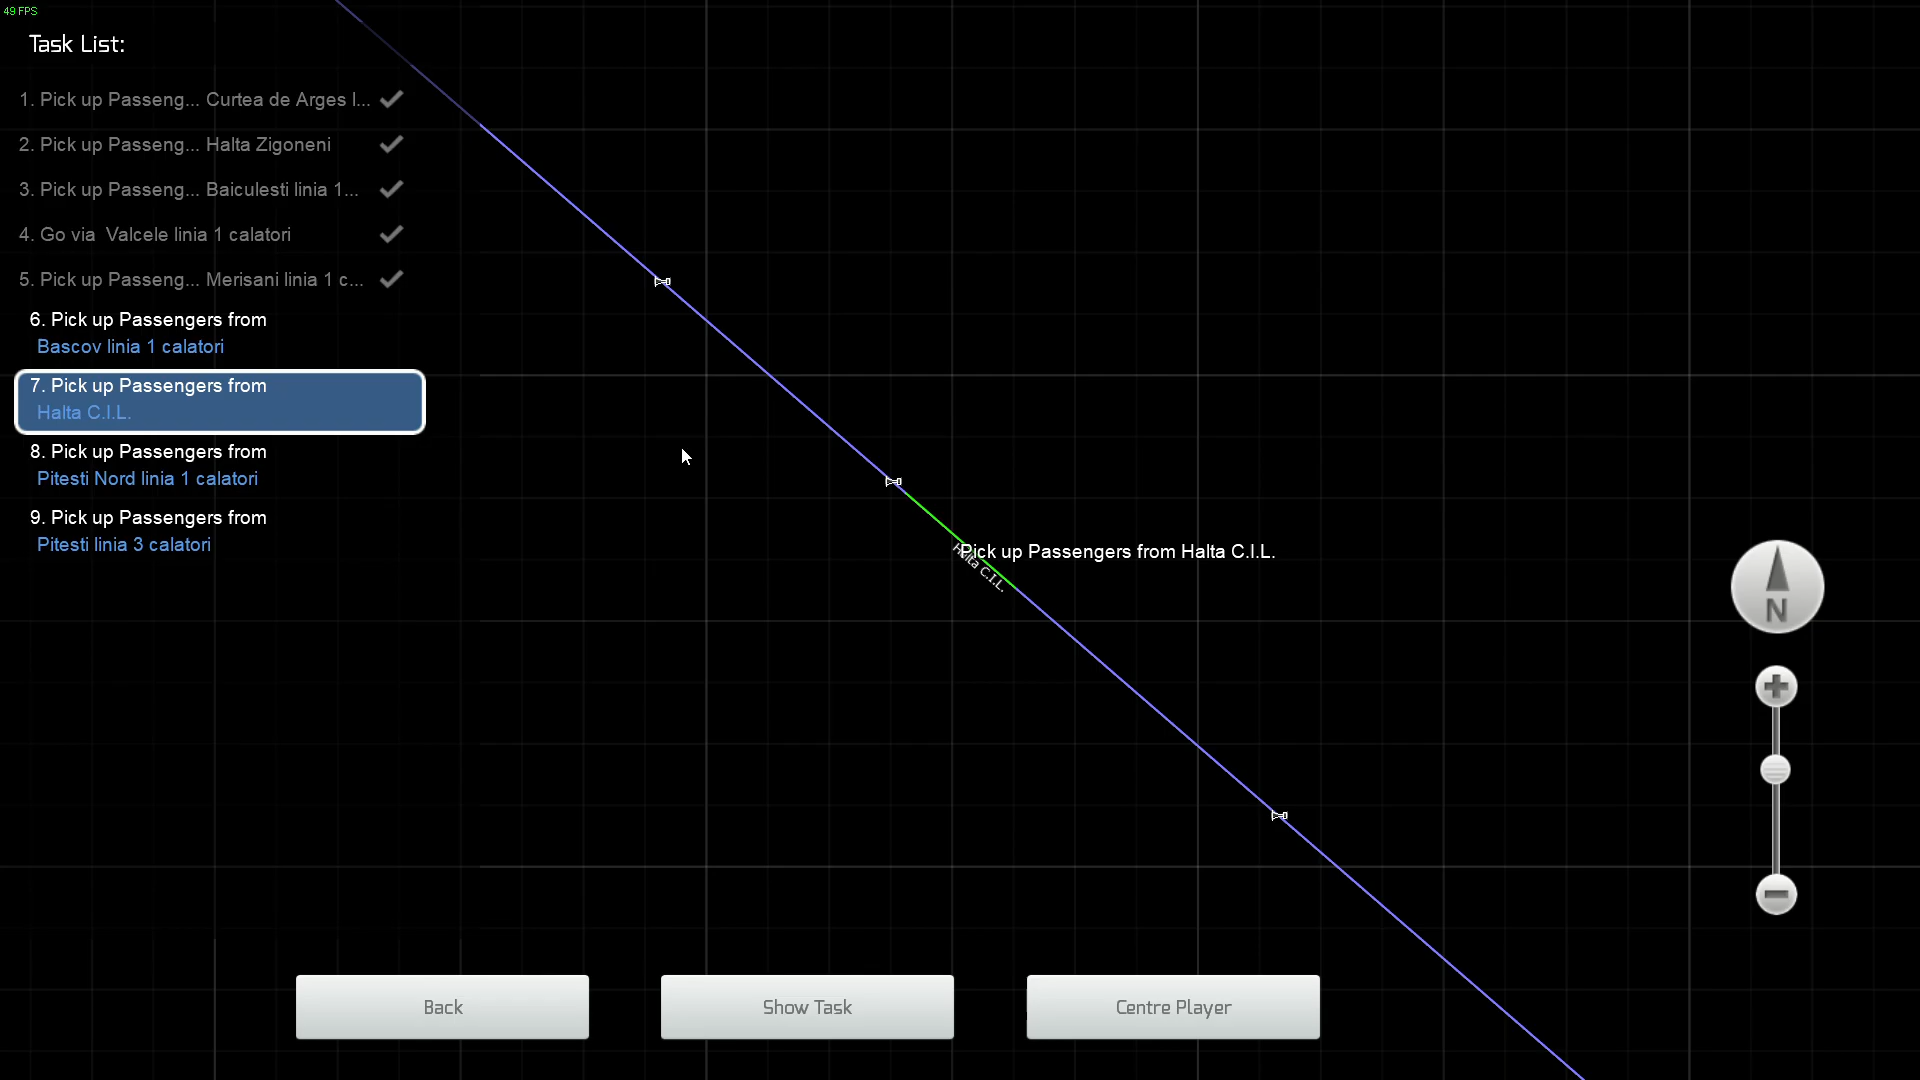 49 FPS
Task List:
1. Pick up Passeng... Curtea de Arges l...
2. Pick up Passeng... Halta Zigoneni
3. Pick up Passeng... Baiculesti linia 1...
4. Go via  Valcele linia 1 calatori
5. Pick up Passeng... Merisani linia 1 c...
6. Pick up Passengers from
Bascov linia 1 calatori
7. Pick up Passengers from
Halta C.I.L.
8. Pick up Passengers from
Pitesti Nord linia 1 calatori
9. Pick up Passengers from
Pitesti linia 3 calatori
Pick up Passengers from Halta C.I.L.
Halta C.I.L.
N
Back
Show Task
Centre Player